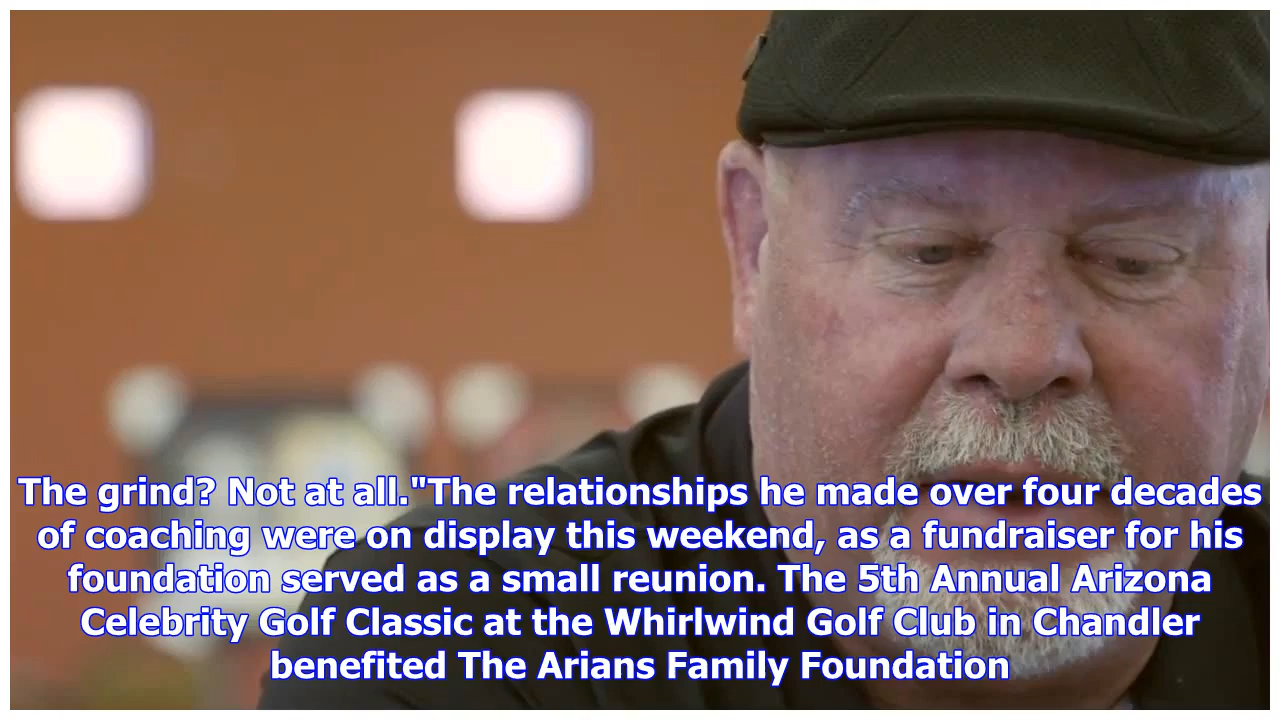 The grind? Not at all."The relationships he made over four decades
of coaching were on display this weekend, as a fundraiser for his
foundation served as a small reunion. The 5th Annual Arizona
Celebrity Golf Classic at the Whirlwind Golf Club in Chandler
benefited The Arians Family Foundation